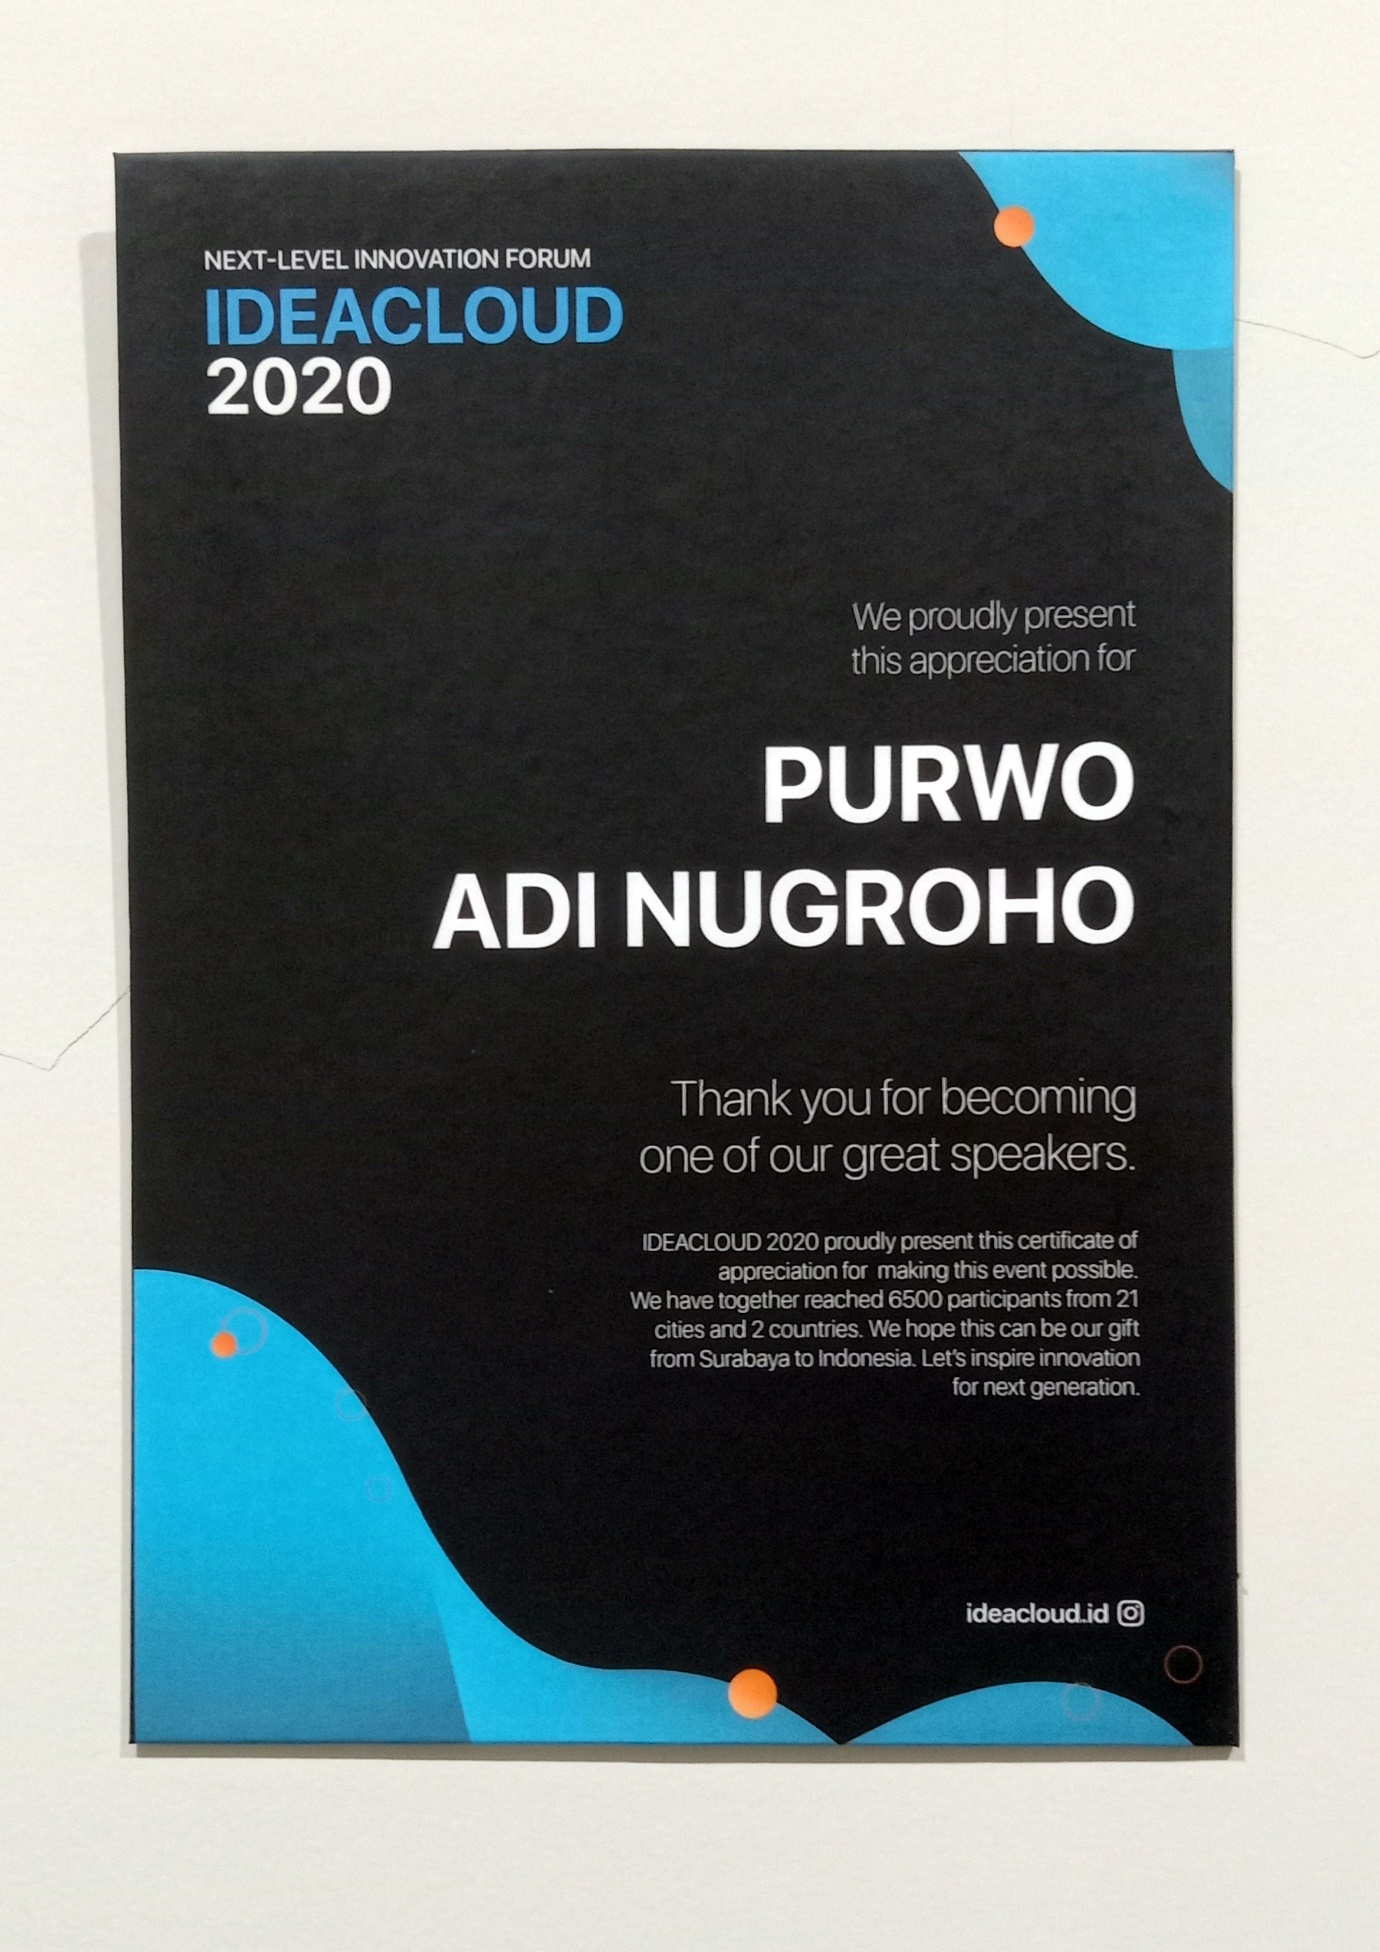 NEXT-LEVEL INNOVATION FORUM
IDEACLOUD
2020
We proudly present
this appreciation for
PURWO
ADI NUGROHO
Thank you for becoming
one of our great speakers.
IDEACLOUD 2020 proudly present this certificate of
appreciation for making this event possible.
We have together reached 6500 participants from 21
cities and 2 countries. We hope this can be our gift
from Surabaya to Indonesia. Let's inspire innovation
for next generation.
ideacloud.id